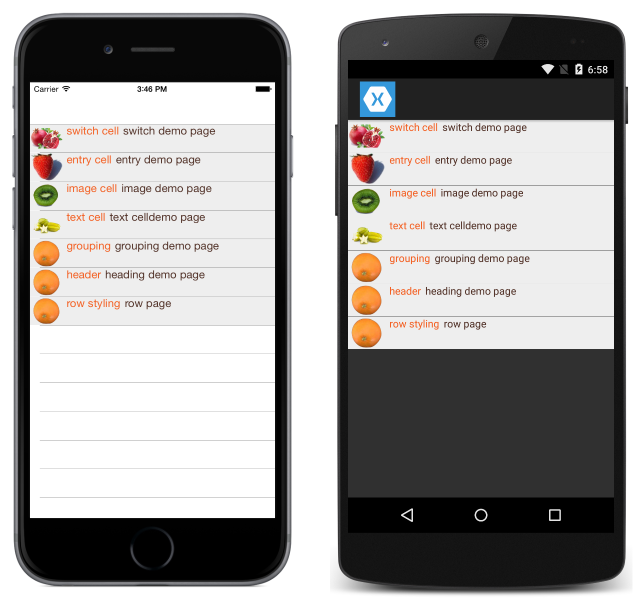 Carrier 3:46 PM
switch cell switch demo page
entry cell entry demo page
image cell image demo page
text cell text celldemo page
grouping grouping demo page
header heading demo page
row styling row page
6:58
switch cell switch demo page
entry cell entry demo page
image cell image demo page
text cell text celldemo page
grouping grouping demo page
header heading demo page
row styling row page